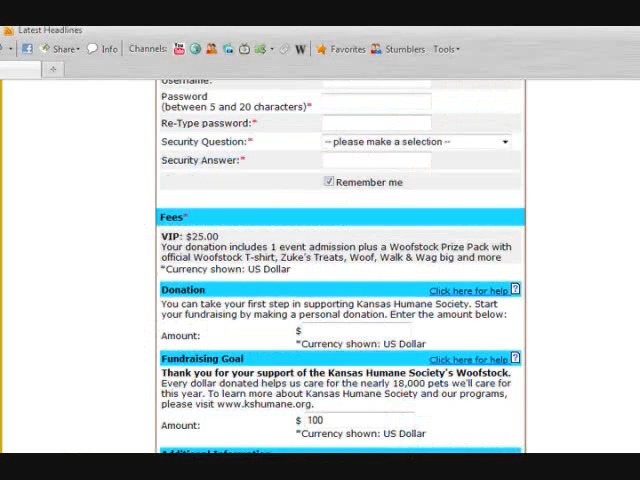 Latest Headlines
Share Info Channels: W Favorites Stumblers Tools
Username:
Password
(between 5 and 20 characters)*
Re-Type password:*
Security Question:* -- please make a selection --
Security Answer:*
Remember me
Fees*
VIP: $25.00
Your donation includes 1 event admission plus a Woofstock Prize Pack with
official Woofstock T-shirt, Zuke's Treats, Woof, Walk & Wag big and more
*Currency shown: US Dollar
Donation Click here for help ?
You can take your first step in supporting Kansas Humane Society. Start
your fundraising by making a personal donation. Enter the amount below:
Amount: $
*Currency shown: US Dollar
Fundraising Goal Click here for help ?
Thank you for your support of the Kansas Humane Society's Woofstock.
Every dollar donated helps us care for the nearly 18,000 pets we'll care for
this year. To learn more about Kansas Humane Society and our programs,
please visit www.kshumane.org.
Amount: $ 100
*Currency shown: US Dollar
Additional Information